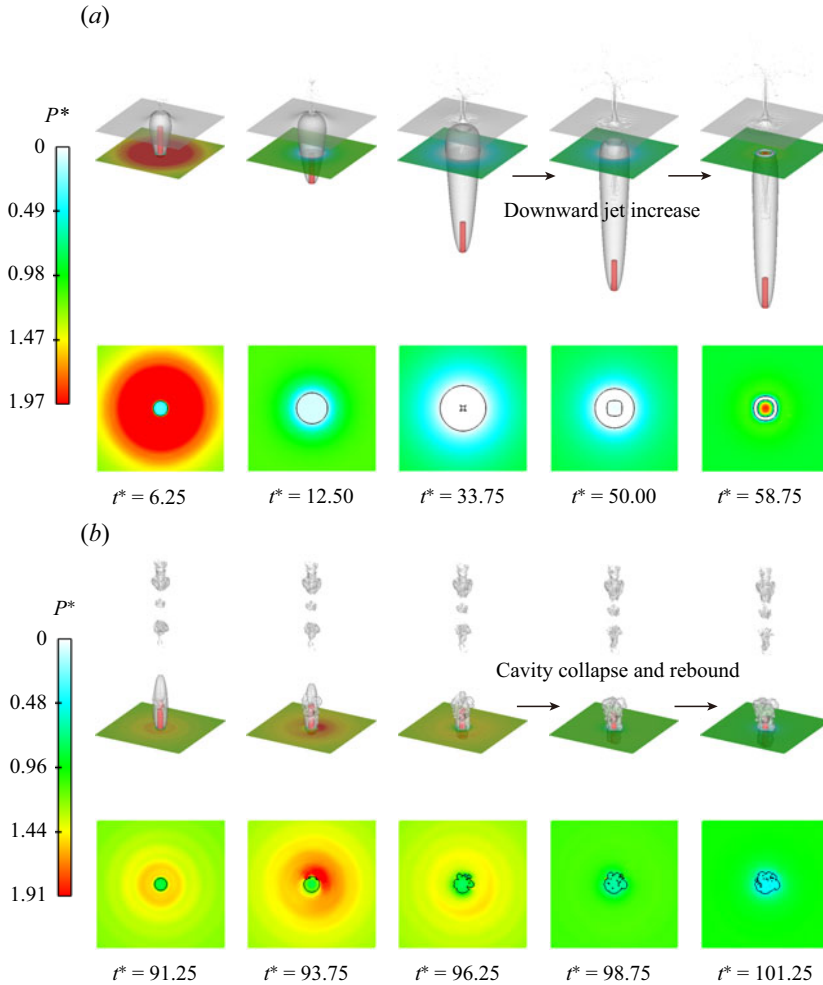 (a)
P*
0
0.49
0.98
1.47
1.97
Downward jet increase
t* = 6.25
t* = 12.50
t* = 33.75
t* = 50.00
t* = 58.75
(b)
P*
0
0.48
0.96
1.44
1.91
Cavity collapse and rebound
t* = 91.25
t* = 93.75
t* = 96.25
t* = 98.75
t* = 101.25